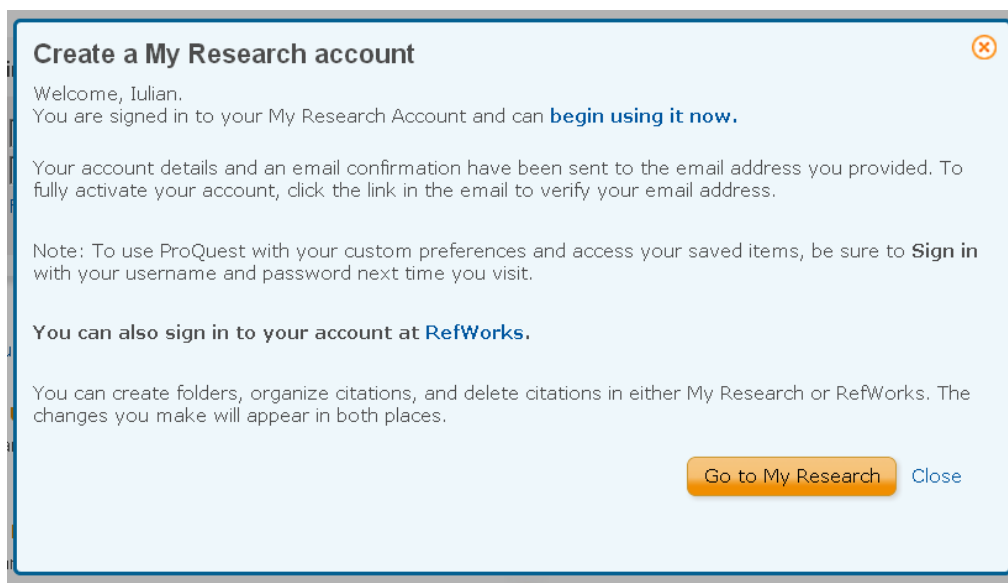 Create a My Research account
Welcome, Iulian.
You are signed in to your My Research Account and can begin using it now.
Your account details and an email confirmation have been sent to the email address you provided. To
fully activate your account, click the link in the email to verify your email address.
Note: To use ProQuest with your custom preferences and access your saved items, be sure to Sign in
with your username and password next time you visit.
You can also sign in to your account at RefWorks.
You can create folders, organize citations, and delete citations in either My Research or RefWorks. The
changes you make will appear in both places.
Go to My Research Close